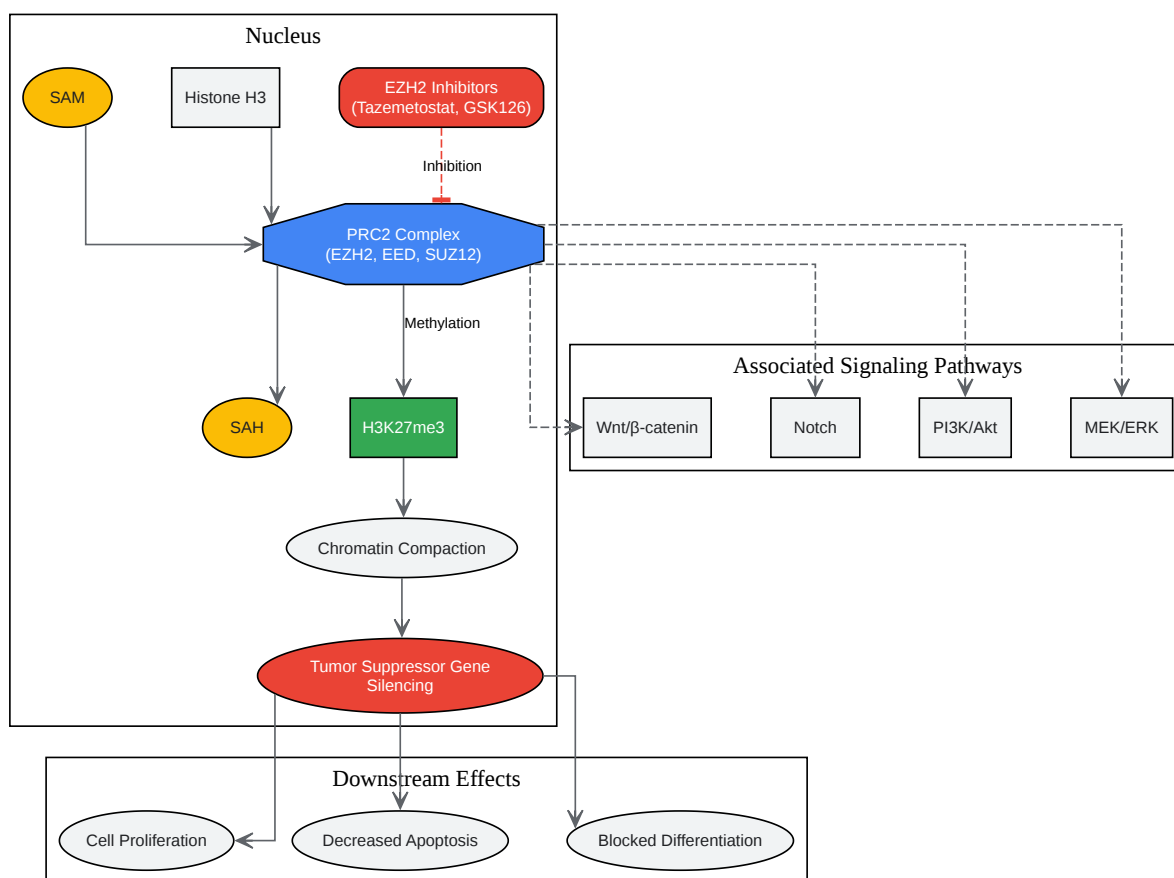 Nucleus
SAM
Histone H3
EZH2 Inhibitors
(Tazemetostat, GSK126)
Inhibition
PRC2 Complex
(EZH2, EED, SUZ12)
Methylation
Associated Signaling Pathways
SAH
H3K27me3
Wnt/β-catenin
Notch
PI3K/Akt
MEK/ERK
Chromatin Compaction
Tumor Suppressor Gene
Silencing
Downstream Effects
Cell Proliferation
Decreased Apoptosis
Blocked Differentiation